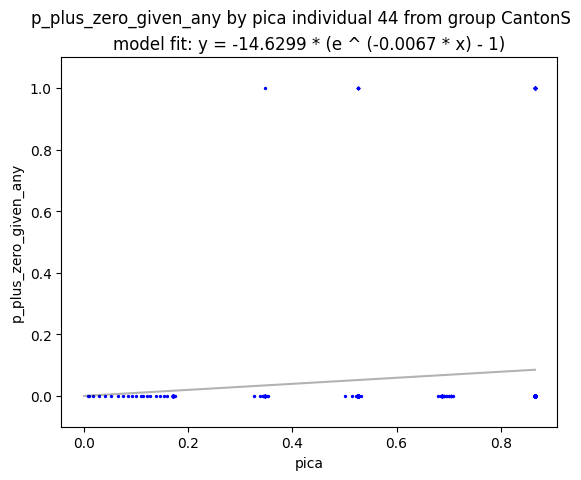 p_plus_zero_given_any by pica individual 44 from group CantonS
model fit: y = -14.6299 * (e ^ (-0.0067 * x) - 1)
1.0
0.8
0.6
0.4
0.2
0.0
p_plus_zero_given_any
0.0 0.2 0.4 0.6 0.8
pica